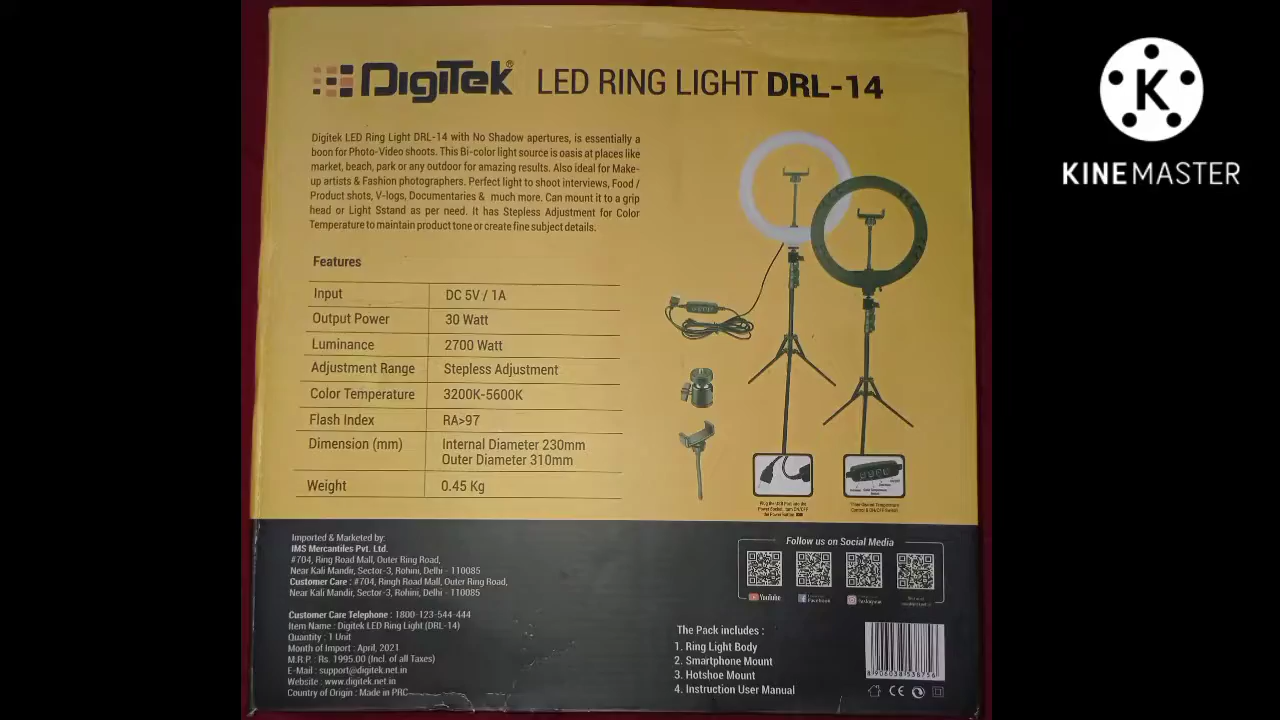 DigiTek® LED RING LIGHT DRL-14
Digitek LED Ring Light DRL-14 with No Shadow apertures, is essentially a
boon for Photo-Video shoots. This Bi-color light source is oasis at places like
market, beach, park or any outdoor for amazing results. Also ideal for Make-
up artists & Fashion photographers. Perfect light to shoot interviews, Food /
Product shots, V-logs, Documentaries & much more. Can mount it to a grip
head or Light Sstand as per need. It has Stepless Adjustment for Color
Temperature to maintain product tone or create fine subject details.
Features
Input DC 5V / 1A
Output Power 30 Watt
Luminance 2700 Watt
Adjustment Range Stepless Adjustment
Color Temperature 3200K-5600K
Flash Index RA>97
Dimension (mm) Internal Diameter 230mm
Outer Diameter 310mm
Weight 0.45 Kg
Imported & Marketed by:
IMS Mercantiles Pvt. Ltd.
#704, Ring Road Mall, Outer Ring Road,
Near Kali Mandir, Sector-3, Rohini, Delhi - 110085
Customer Care : #704, Ringh Road Mall, Outer Ring Road,
Near Kali Mandir, Sector-3, Rohini, Delhi - 110085
Customer Care Telephone : 1800-123-544-444
Item Name : Digitek LED Ring Light (DRL-14)
Quantity : 1 Unit
Month of Import : April, 2021
M.R.P. : Rs. 1995.00 (Incl. of all Taxes)
E-Mail : support@digitek.net.in
Website : www.digitek.net.in
Country of Origin : Made in PRC
Follow us on Social Media
YouTube
Facebook
Instagram
The Pack includes :
1. Ring Light Body
2. Smartphone Mount
3. Hotshoe Mount
4. Instruction User Manual
8 906038 538756
CE
KINEMASTER